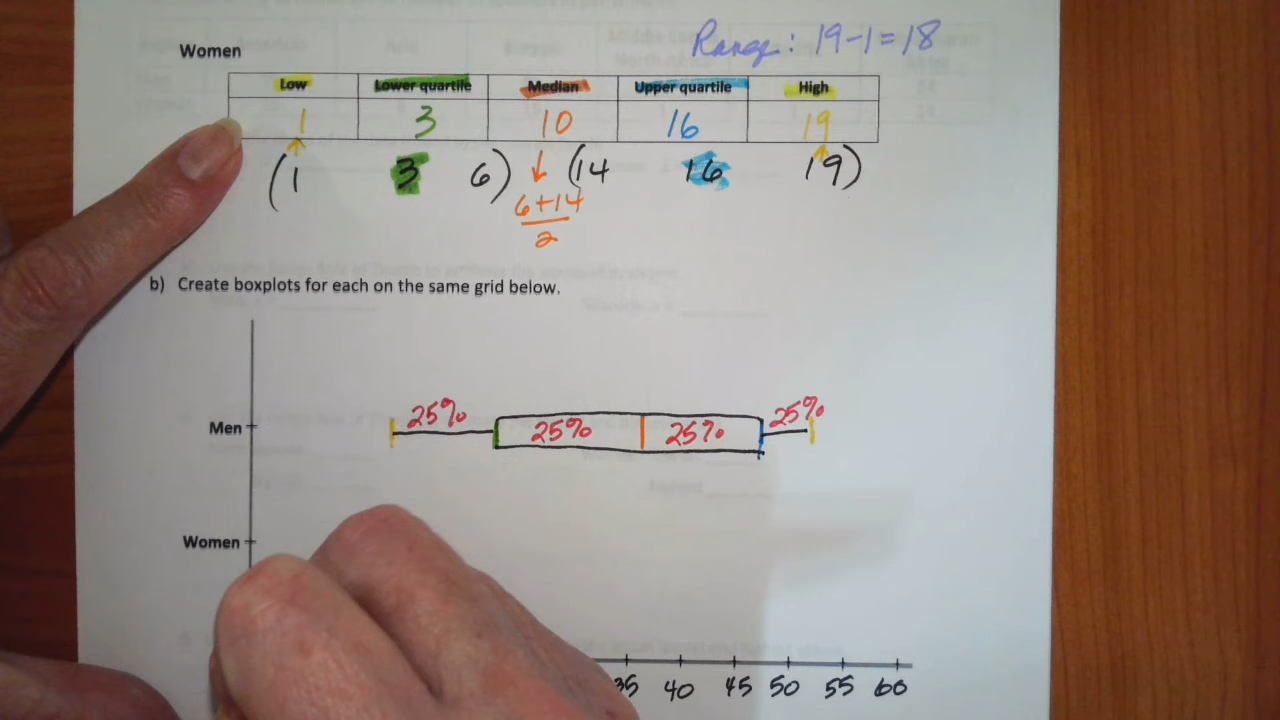 Range: 19-1=18
Women
Low Lower quartile Median Upper quartile High
1 3 10 16 19
(1 3 6) (14 16 19)
6+14
2
b) Create boxplots for each on the same grid below.
25% 25%
Men 25% 25%
Women
35 40 45 50 55 60